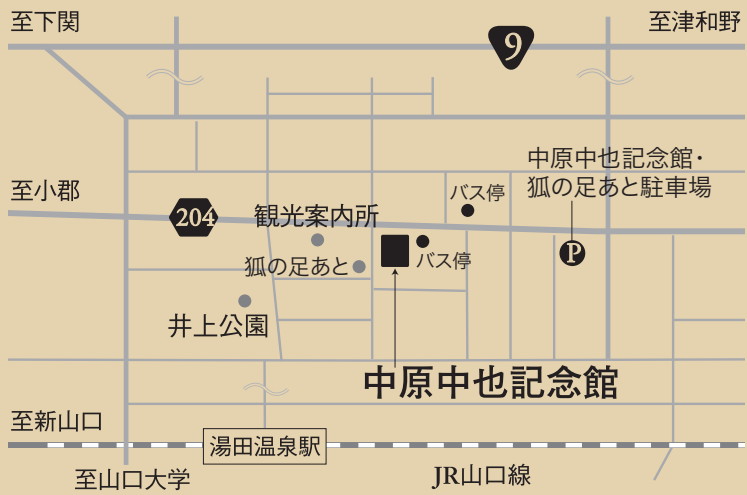 至下関
9
至津和野
中原中也記念館・
狐の足あと駐車場
至小郡
バス停
204
観光案内所
狐の足あと
バス停
P
井上公園
中原中也記念館
至新山口
湯田温泉駅
至山口大学
JR山口線